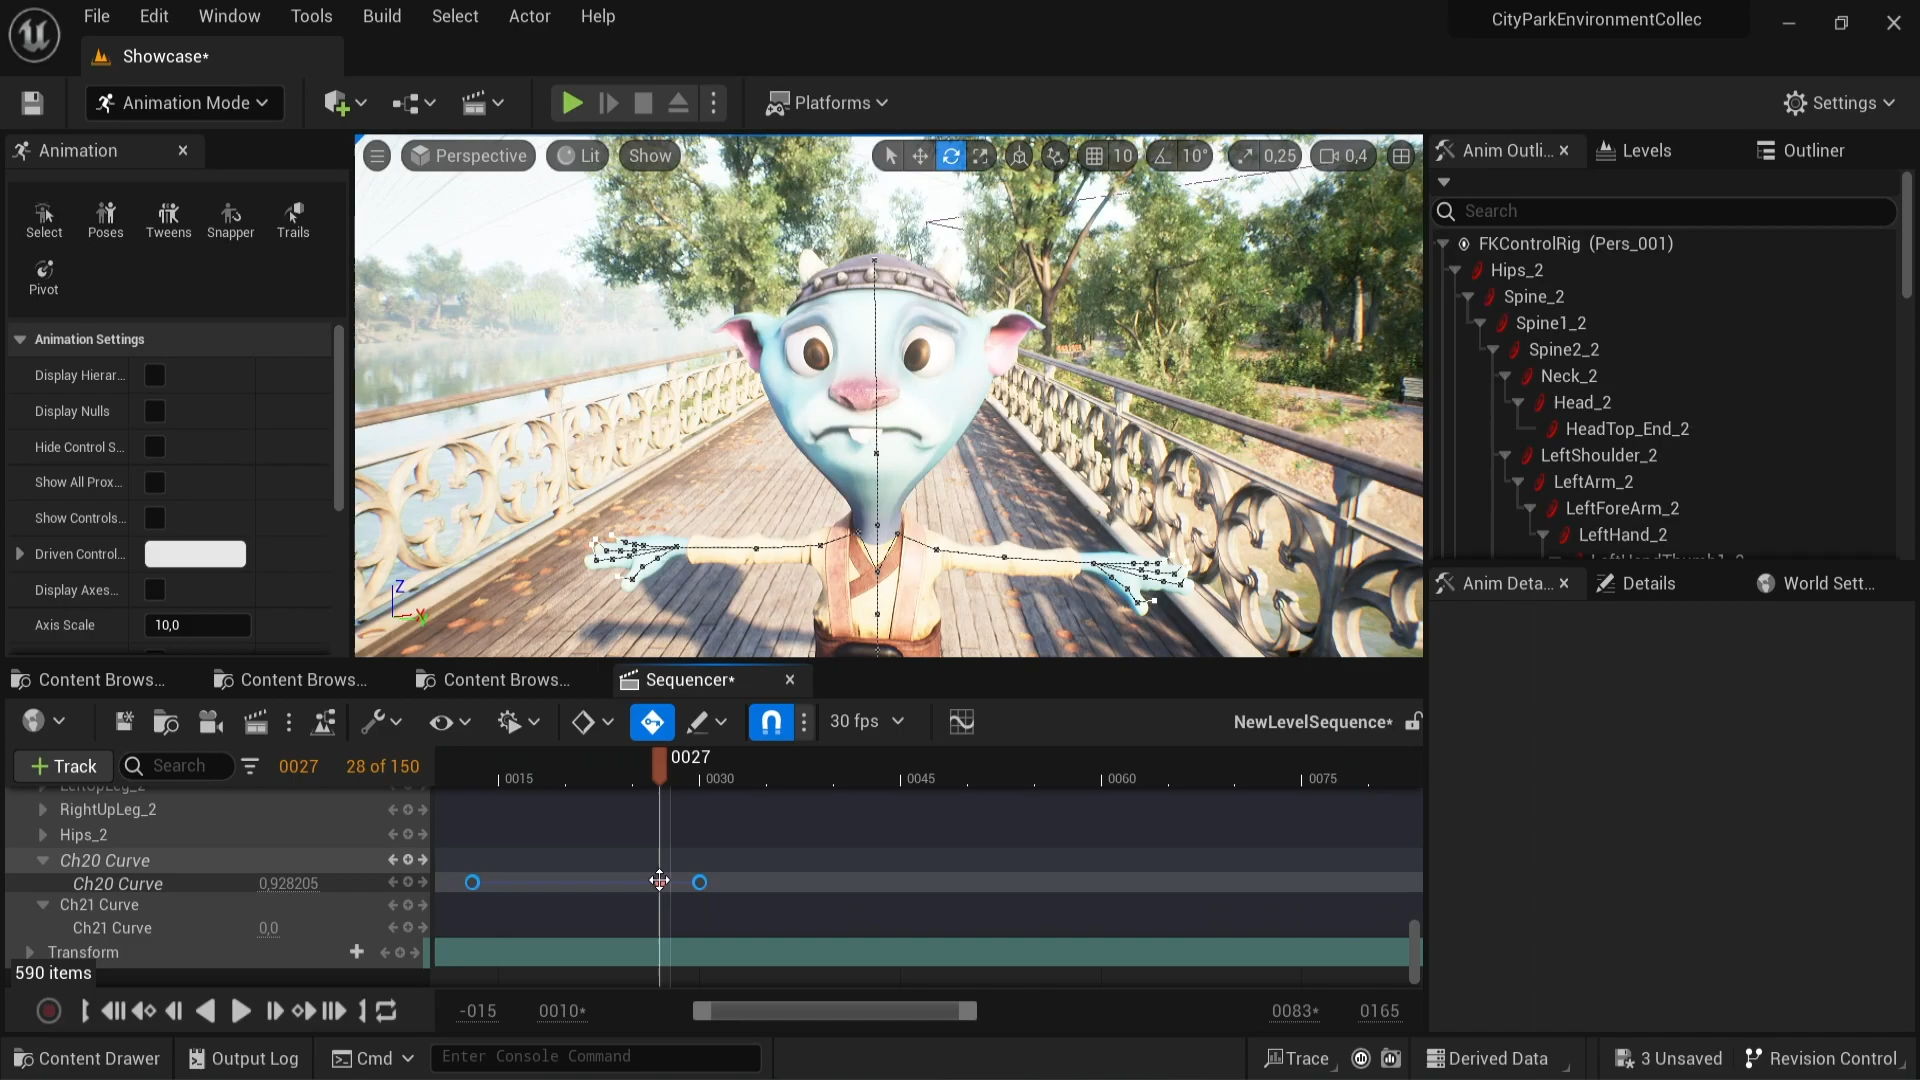 File Edit Window Tools Build Select Actor Help
CityParkEnvironmentCollec
Showcase*
Animation Mode
Platforms
Settings
Animation
Perspective
Lit
Show
10
10°
0,25
0,4
Anim Outli...
Levels
Outliner
Select
Poses
Tweens
Snapper
Trails
Pivot
Search
FKControlRig (Pers_001)
Hips_2
Spine_2
Spine1_2
Spine2_2
Neck_2
Head_2
HeadTop_End_2
LeftShoulder_2
LeftArm_2
LeftForeArm_2
LeftHand_2
LeftHandThumb1_2
Animation Settings
Display Hierar...
Display Nulls
Hide Control S...
Show All Prox...
Show Controls...
Driven Control...
Display Axes...
Axis Scale
10,0
Z
X
Y
Anim Deta...
Details
World Sett...
Content Brows...
Content Brows...
Content Brows...
Sequencer*
30 fps
NewLevelSequence*
Track
Search
0027
28 of 150
0027
0015
0030
0045
0060
0075
LeftUpLeg_2
RightUpLeg_2
Hips_2
Ch20 Curve
Ch20 Curve
0,928205
Ch21 Curve
Ch21 Curve
0,0
Transform
590 items
-015
0010*
0083*
0165
Content Drawer
Output Log
Cmd
Enter Console Command
Trace
Derived Data
3 Unsaved
Revision Control